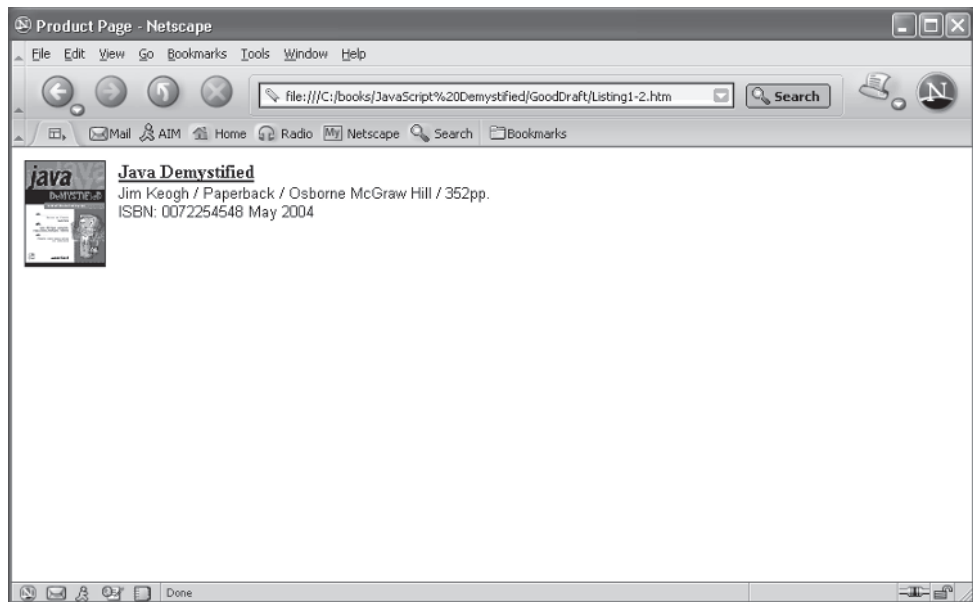 Product Page - Netscape
File Edit View Go Bookmarks Tools Window Help
file:///C:/books/JavaScript%20Demystified/GoodDraft/Listing1-2.htm
Search
N
Mail AIM Home Radio My Netscape Search Bookmarks
java
DeMYSTiFieD
Java Demystified
Jim Keogh / Paperback / Osborne McGraw Hill / 352pp.
ISBN: 0072254548 May 2004
Done